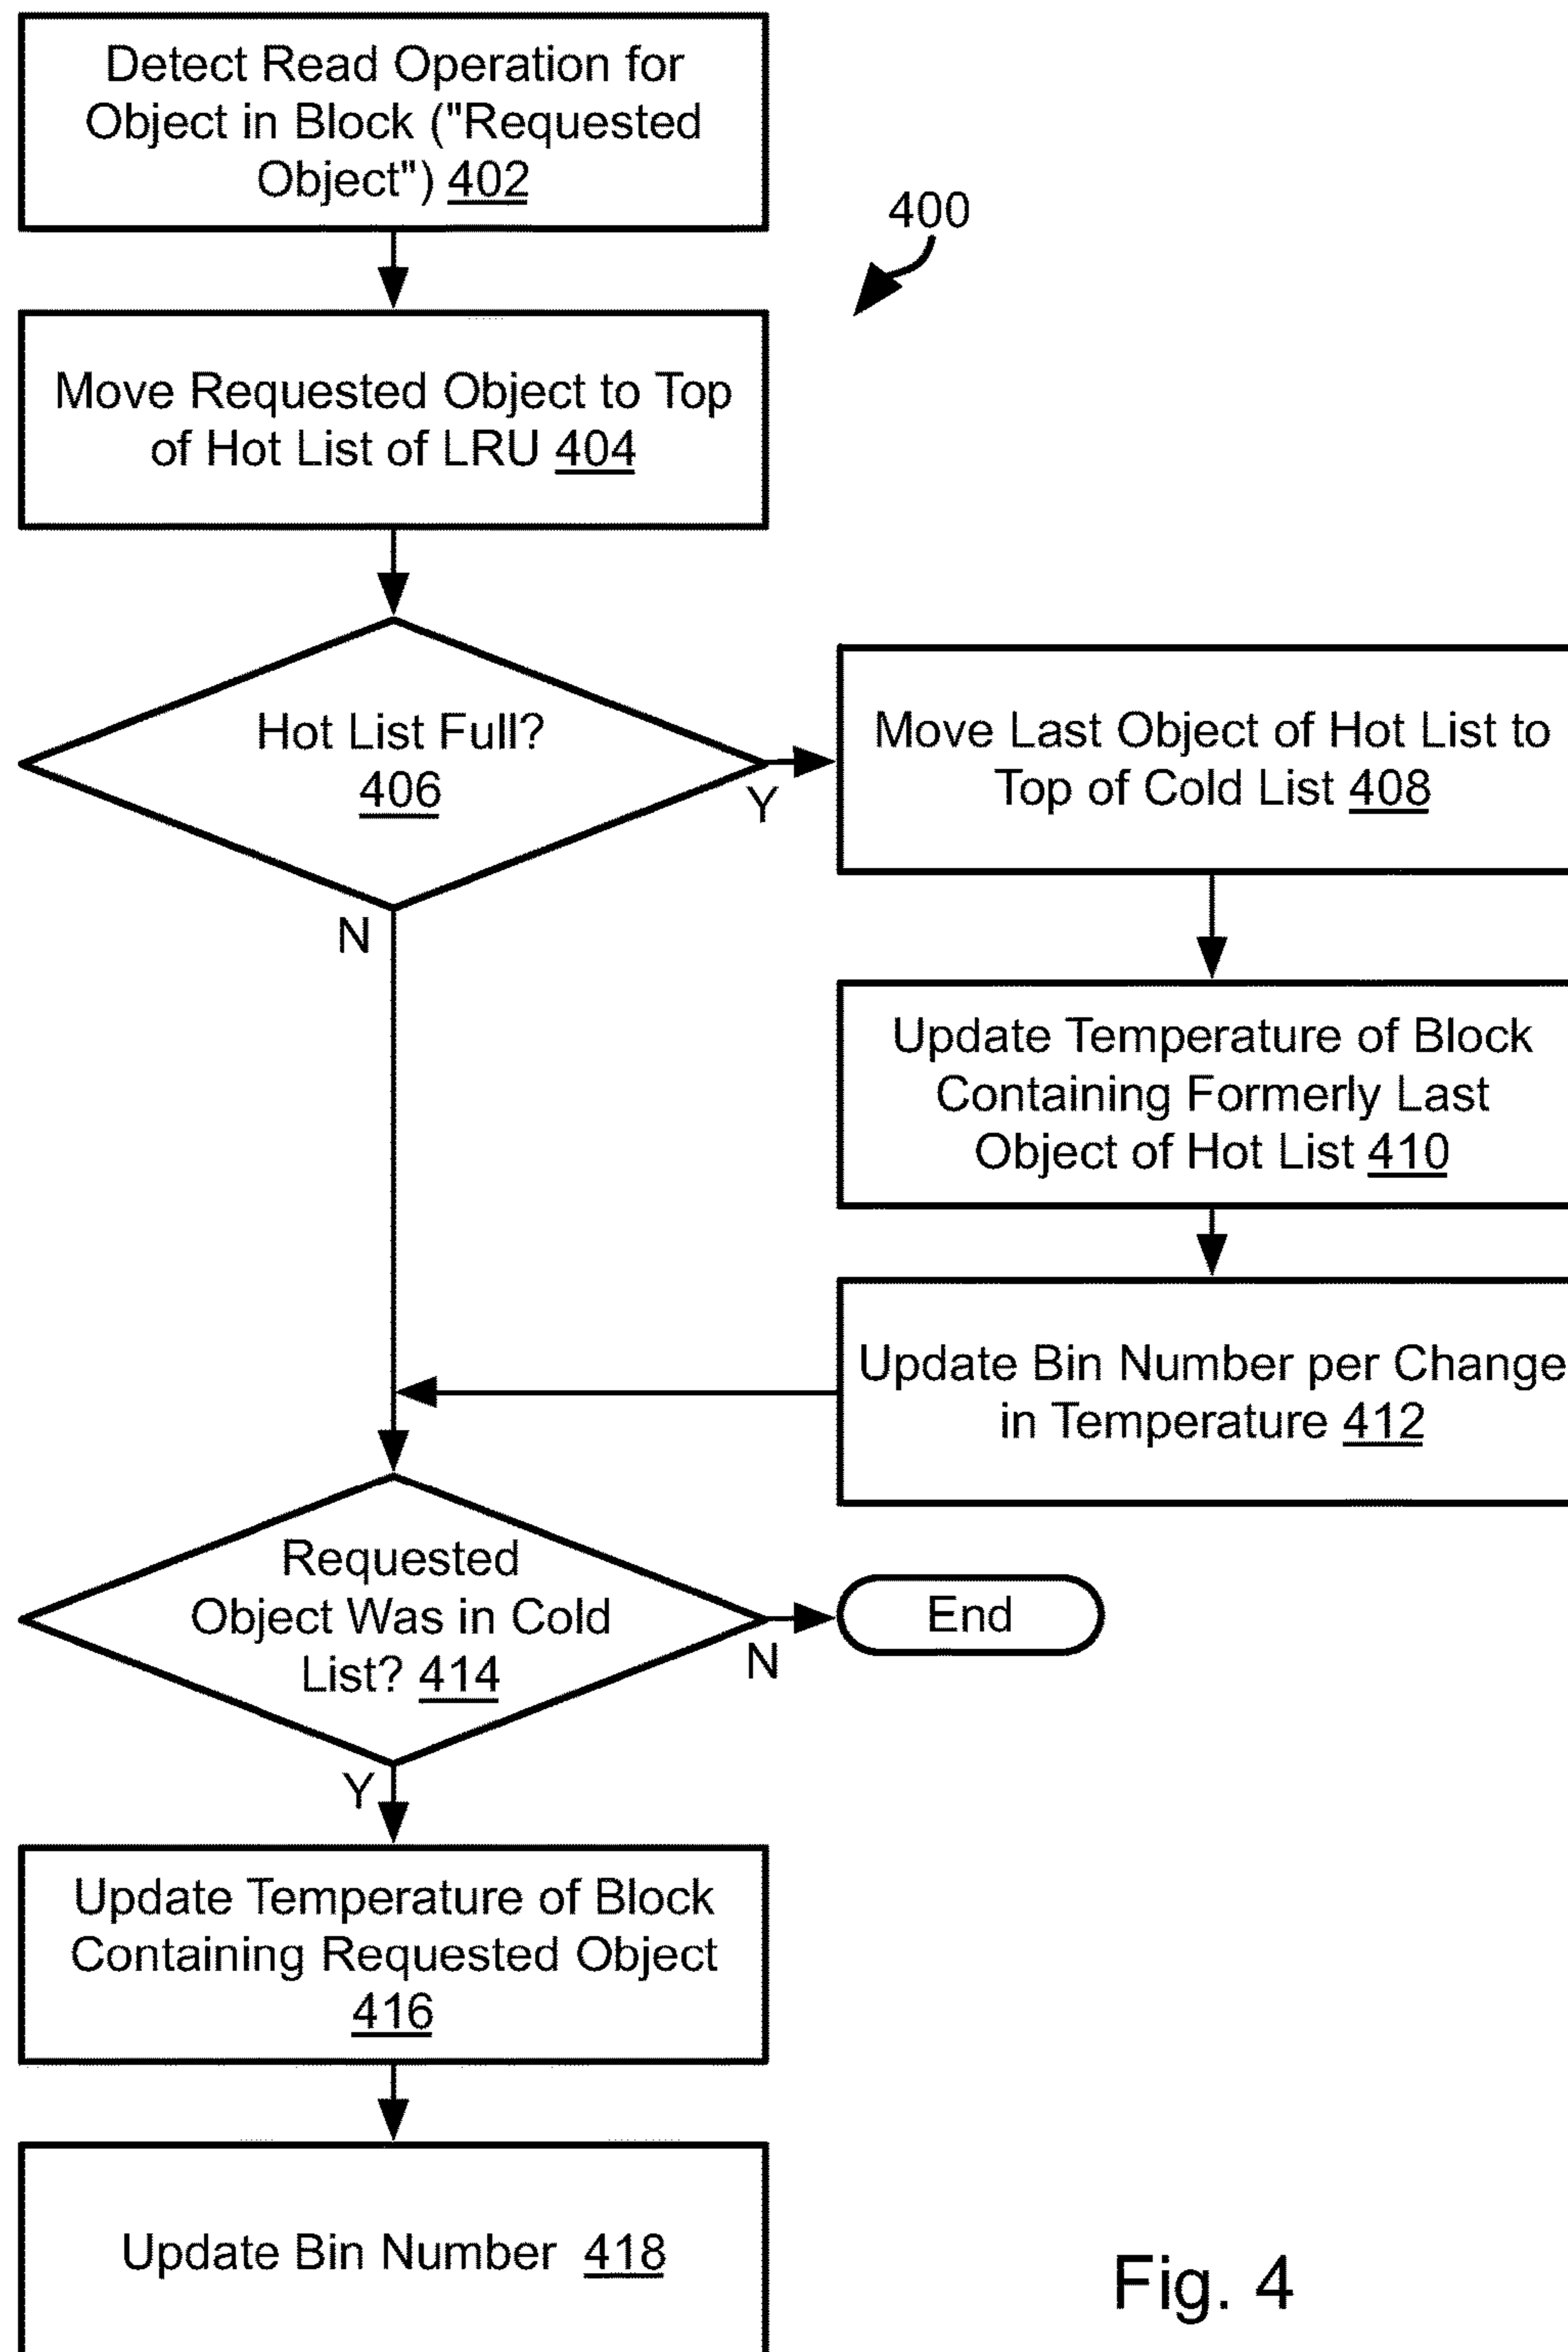 Detect Read Operation for
Object in Block ("Requested
Object") 402
400
Move Requested Object to Top
of Hot List of LRU 404
Hot List Full?
406
Y
N
Move Last Object of Hot List to
Top of Cold List 408
Update Temperature of Block
Containing Formerly Last
Object of Hot List 410
Update Bin Number per Change
in Temperature 412
Requested
Object Was in Cold
List? 414
N
Y
End
Update Temperature of Block
Containing Requested Object
416
Update Bin Number 418
Fig. 4